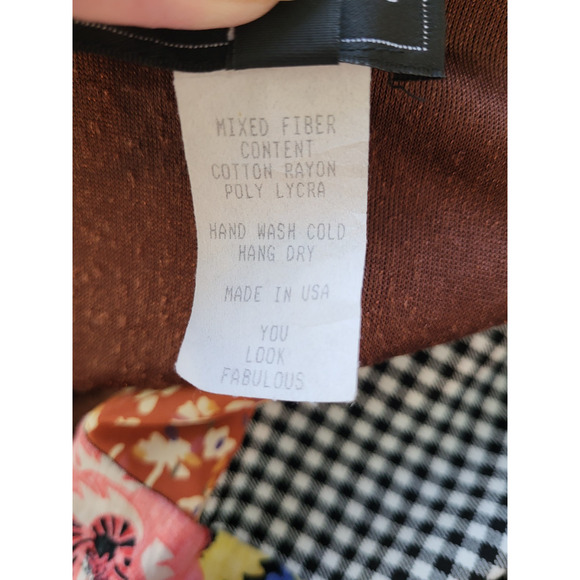 MIXED FIBER
CONTENT
COTTON RAYON
POLY LYCRA
HAND WASH COLD
HANG DRY
MADE IN USA
YOU
LOOK
FABULOUS